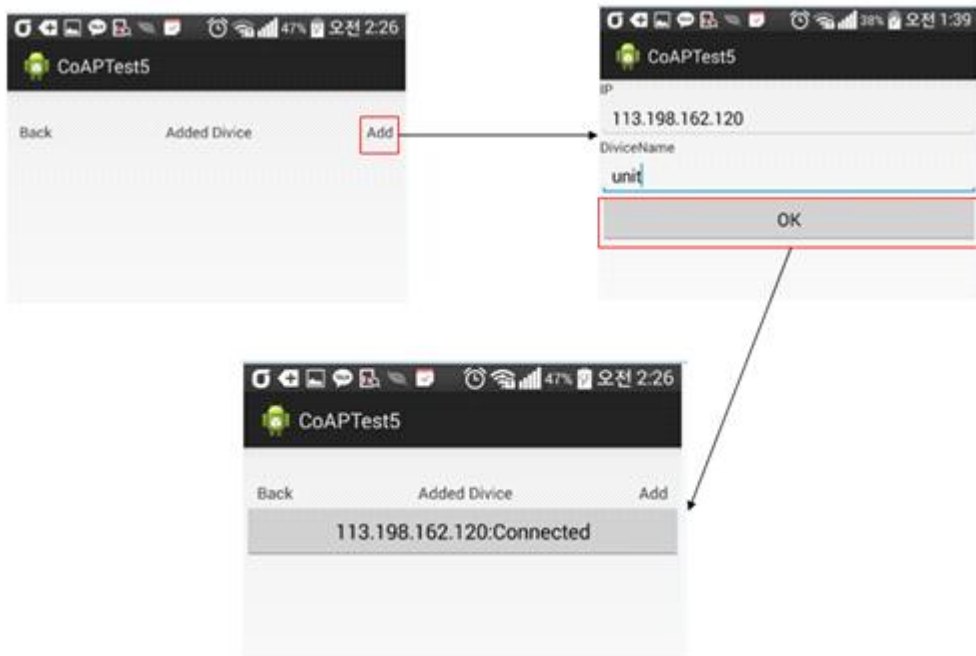 47% 오전 2:26
CoAPTest5
Back Added Divice Add
38% 오전 1:39
CoAPTest5
IP
113.198.162.120
DiviceName
unit
OK
47% 오전 2:26
CoAPTest5
Back Added Divice Add
113.198.162.120:Connected